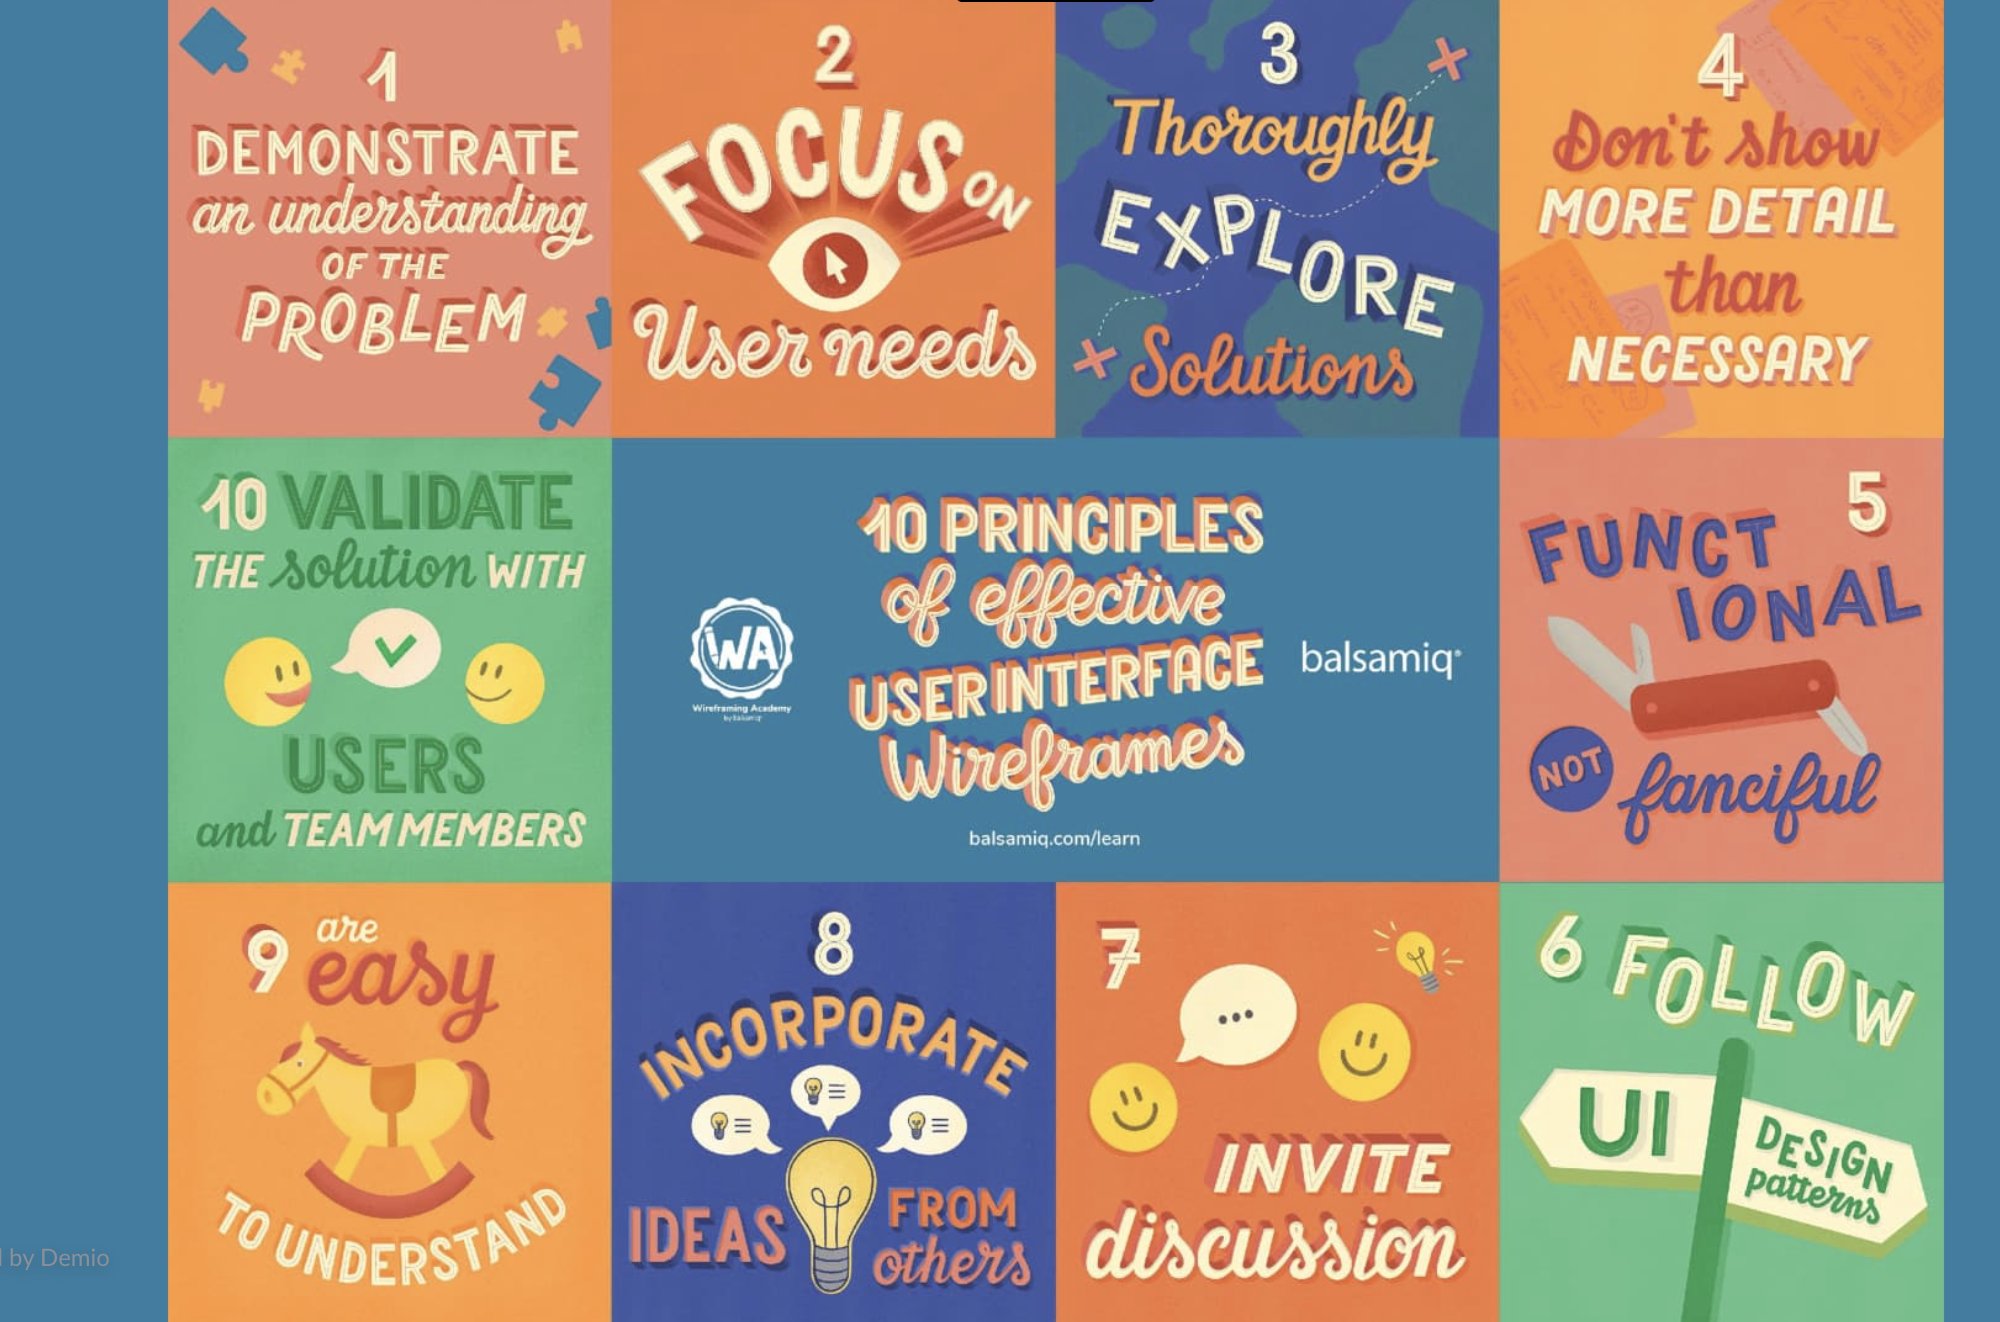 1
DEMONSTRATE
an understanding
OF THE
PROBLEM
2
FOCUS ON
User needs
3
Thoroughly
EXPLORE
Solutions
4
Don't show
MORE DETAIL
than
NECESSARY
10 VALIDATE
THE solution WITH
USERS
and TEAM MEMBERS
WA
Wireframing Academy
by balsamiq
10 PRINCIPLES
of effective
USER INTERFACE
Wireframes
balsamiq®
balsamiq.com/learn
5
FUNCT
IONAL
NOT
fanciful
9 are
easy
TO UNDERSTAND
8
INCORPORATE
IDEAS
FROM
others
7
...
INVITE
discussion
6 FOLLOW
UI
DESIGN
patterns
by Demio